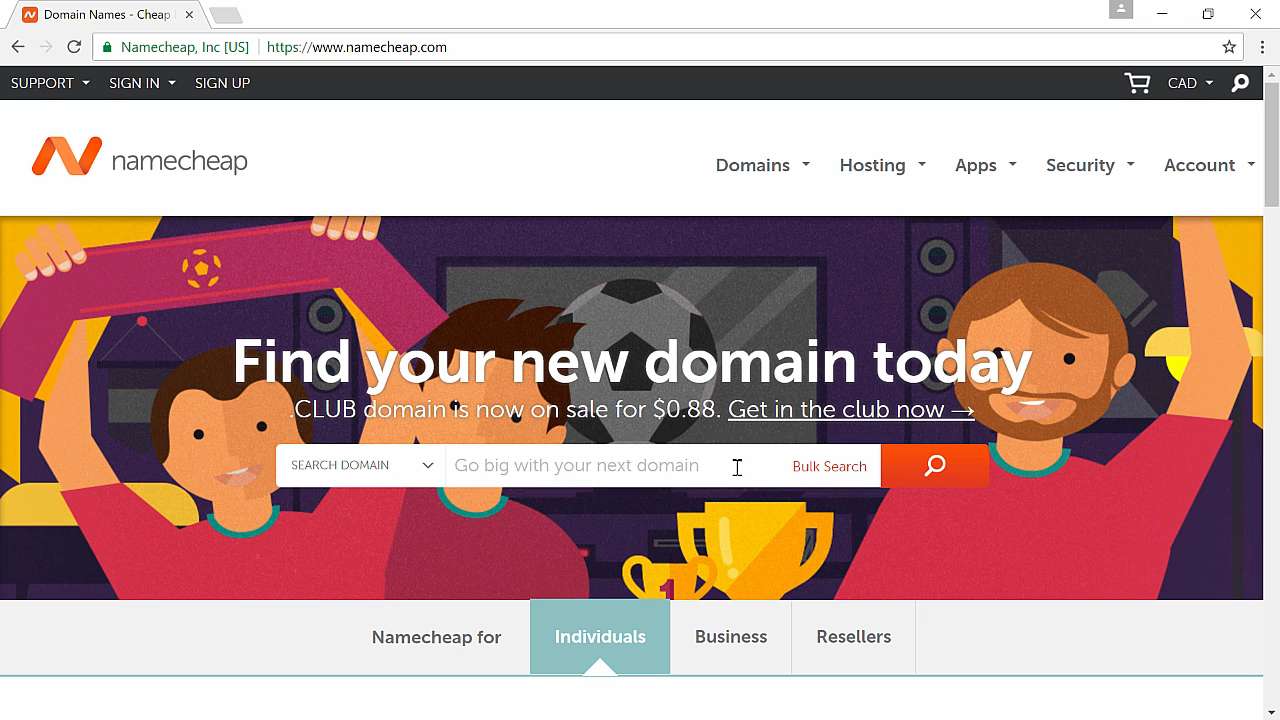 Domain Names - Cheap
Namecheap, Inc [US] https://www.namecheap.com
SUPPORT SIGN IN SIGN UP CAD
namecheap
Domains Hosting Apps Security Account
Find your new domain today
.CLUB domain is now on sale for $0.88. Get in the club now →
SEARCH DOMAIN Go big with your next domain Bulk Search
1
Namecheap for Individuals Business Resellers